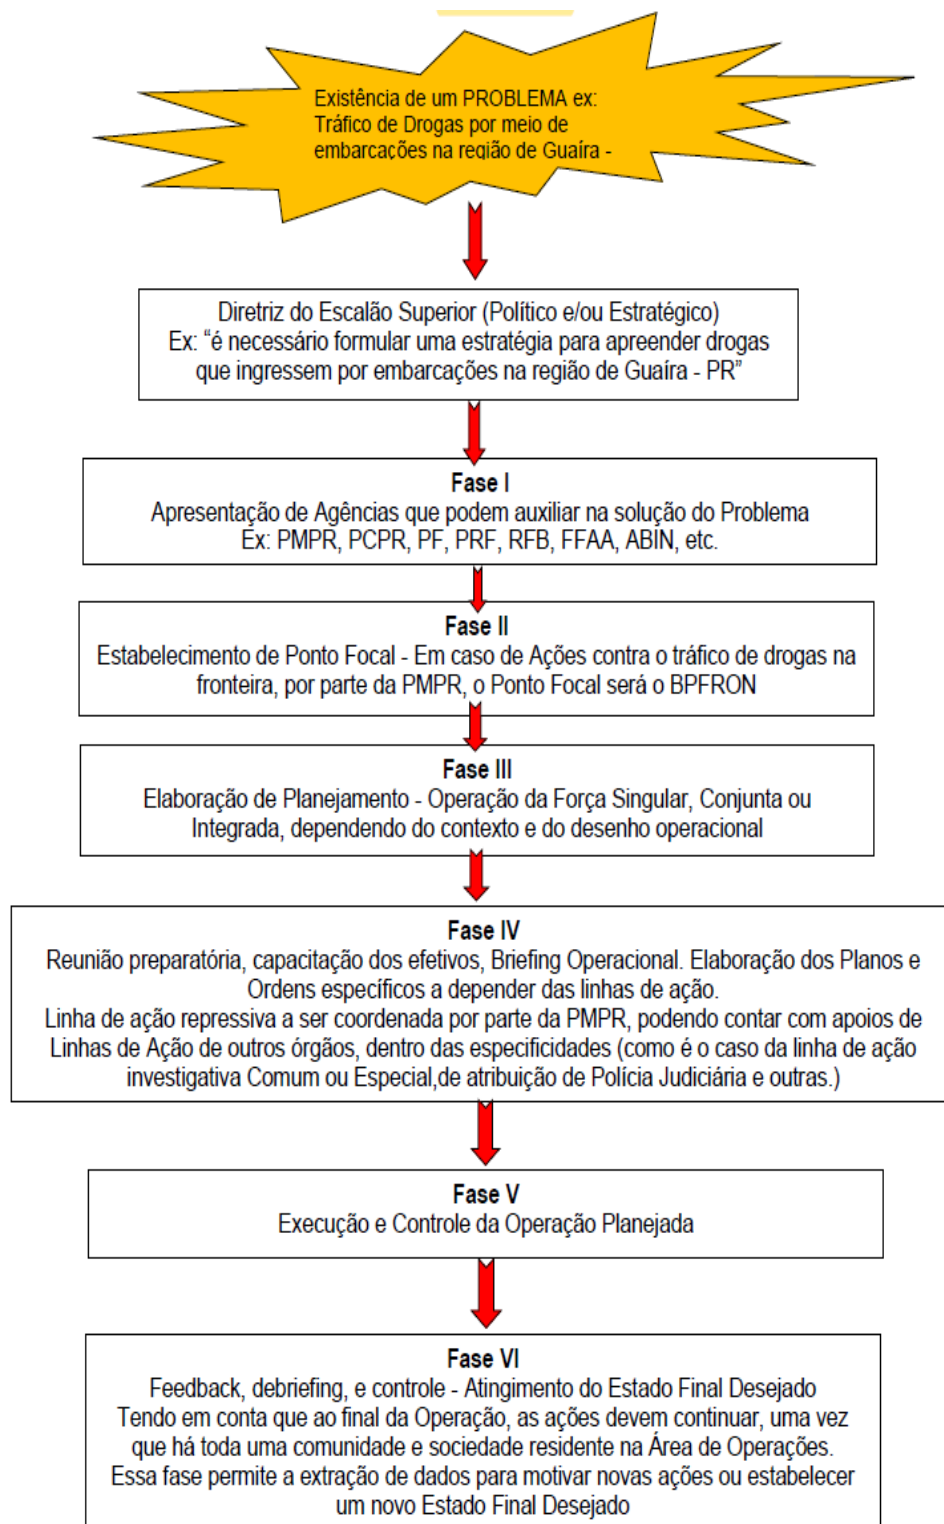 Existência de um PROBLEMA ex:
Tráfico de Drogas por meio de
embarcações na região de Guaíra -
Diretriz do Escalão Superior (Político e/ou Estratégico)
Ex: “é necessário formular uma estratégia para apreender drogas
que ingressem por embarcações na região de Guaíra - PR”
Fase I
Apresentação de Agências que podem auxiliar na solução do Problema
Ex: PMPR, PCPR, PF, PRF, RFB, FFAA, ABIN, etc.
Fase II
Estabelecimento de Ponto Focal - Em caso de Ações contra o tráfico de drogas na
fronteira, por parte da PMPR, o Ponto Focal será o BPFRON
Fase III
Elaboração de Planejamento - Operação da Força Singular, Conjunta ou
Integrada, dependendo do contexto e do desenho operacional
Fase IV
Reunião preparatória, capacitação dos efetivos, Briefing Operacional. Elaboração dos Planos e
Ordens específicos a depender das linhas de ação.
Linha de ação repressiva a ser coordenada por parte da PMPR, podendo contar com apoios de
Linhas de Ação de outros órgãos, dentro das especificidades (como é o caso da linha de ação
investigativa Comum ou Especial,de atribuição de Polícia Judiciária e outras.)
Fase V
Execução e Controle da Operação Planejada
Fase VI
Feedback, debriefing, e controle - Atingimento do Estado Final Desejado
Tendo em conta que ao final da Operação, as ações devem continuar, uma vez
que há toda uma comunidade e sociedade residente na Área de Operações.
Essa fase permite a extração de dados para motivar novas ações ou estabelecer
um novo Estado Final Desejado